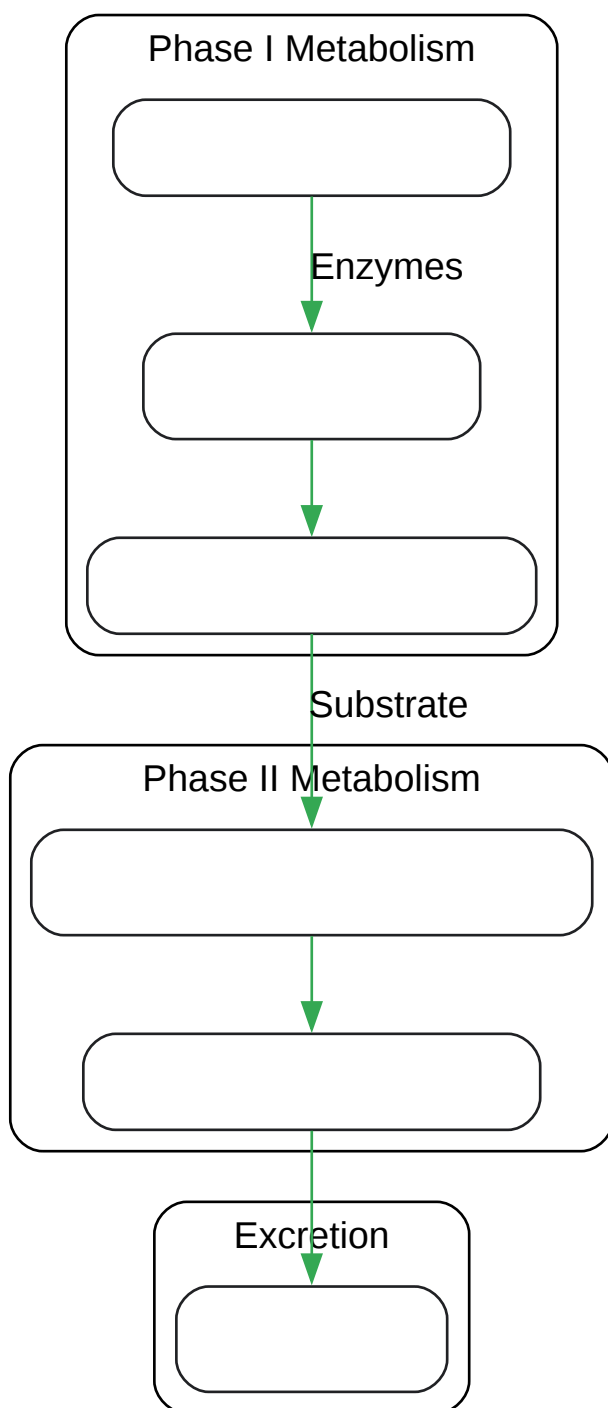 Phase I Metabolism
Enzymes
Substrate
Phase II Metabolism
Excretion